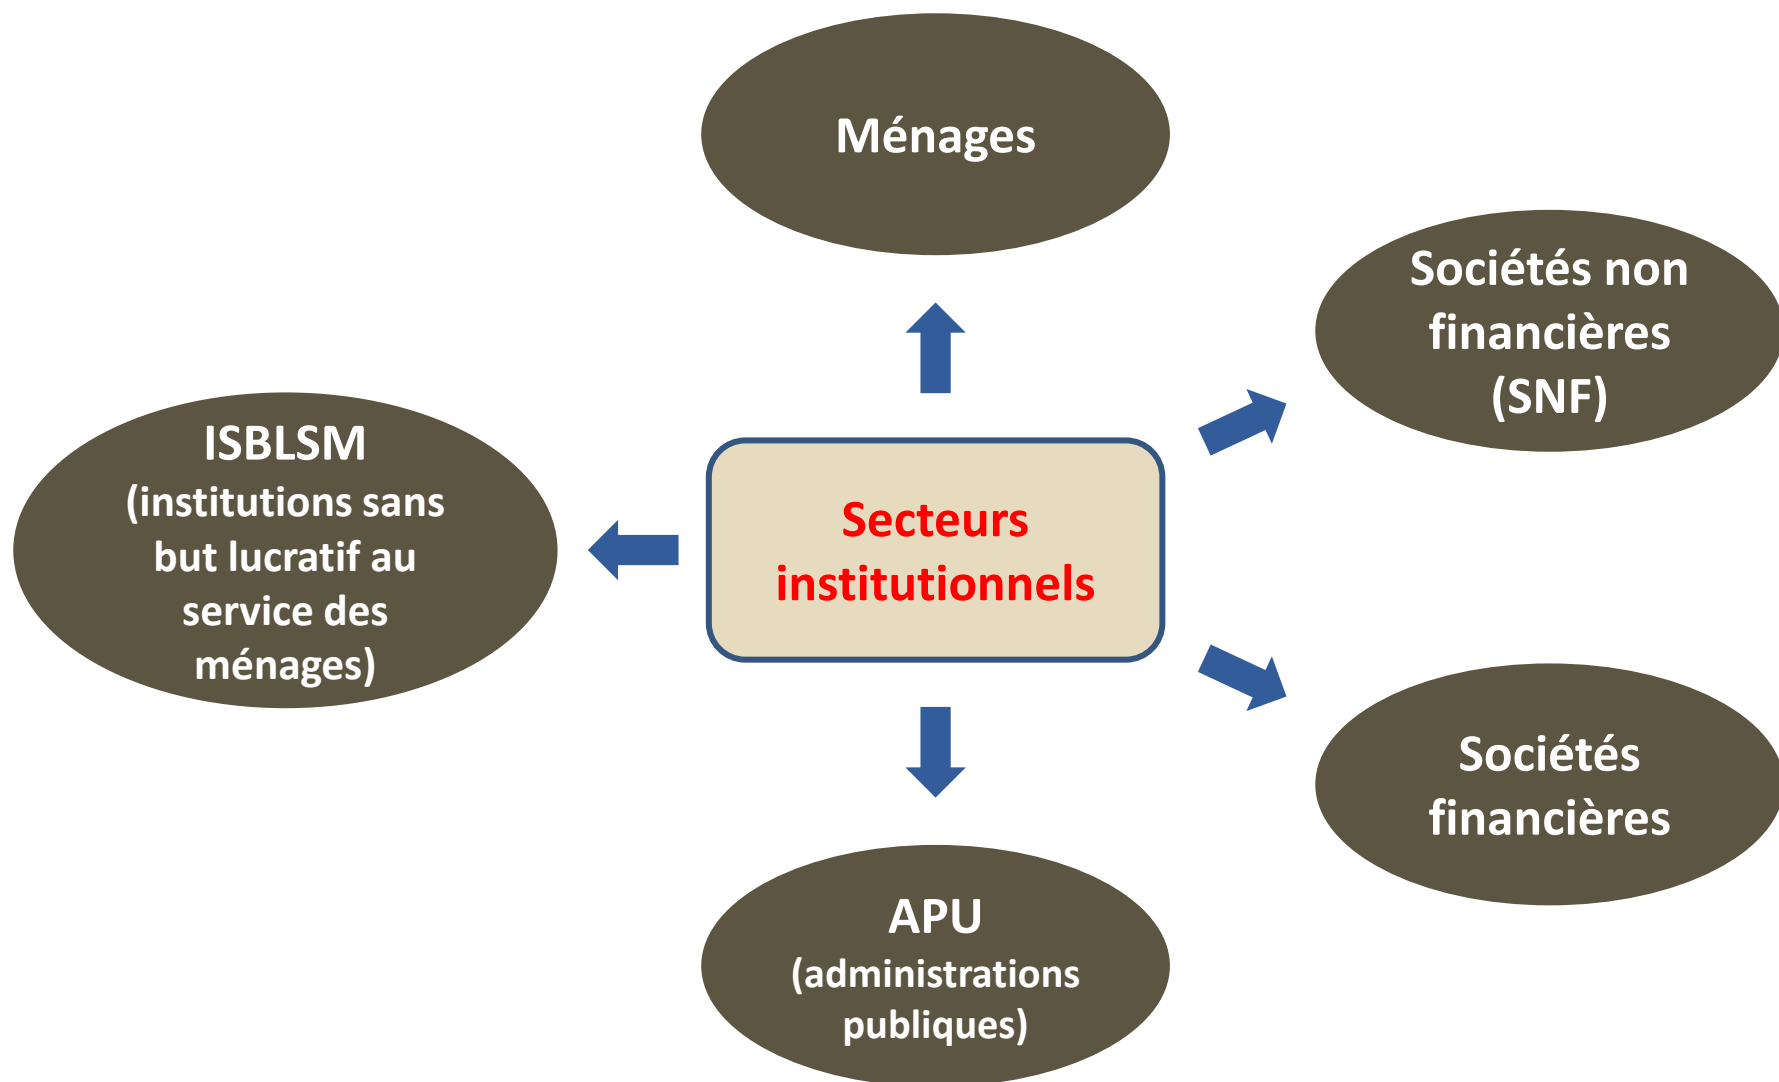 Ménages
Sociétés non
financières
(SNF)
ISBLSM
(institutions sans
but lucratif au
service des
ménages)
Secteurs
institutionnels
Sociétés
financières
APU
(administrations
publiques)